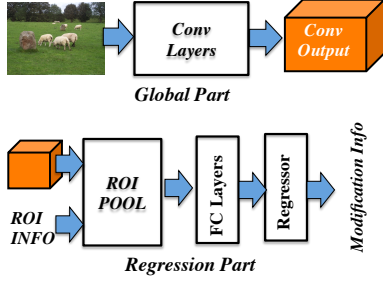 Conv
Layers
Conv
Output
Global Part
ROI
POOL
ROI
INFO
FC Layers
Regressor
Modification Info
Regression Part